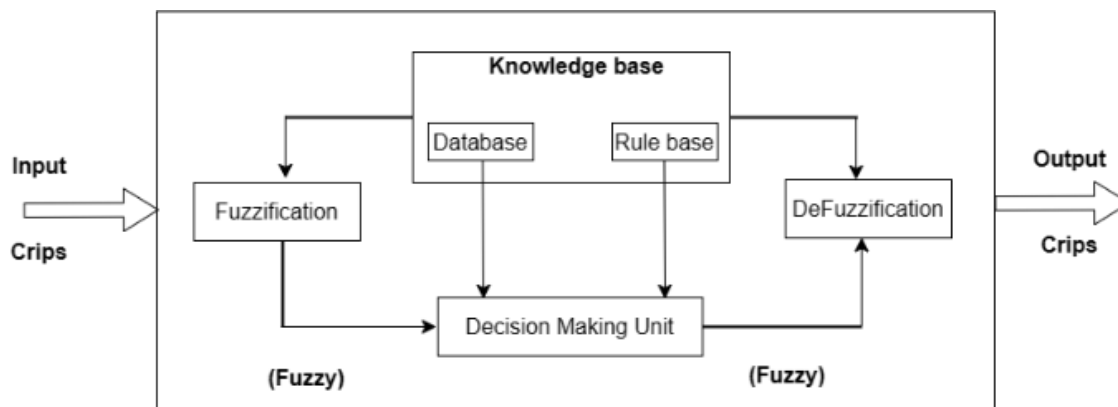 Knowledge base
Database
Rule base
Input
Crips
Fuzzification
DeFuzzification
Output
Crips
Decision Making Unit
(Fuzzy)
(Fuzzy)